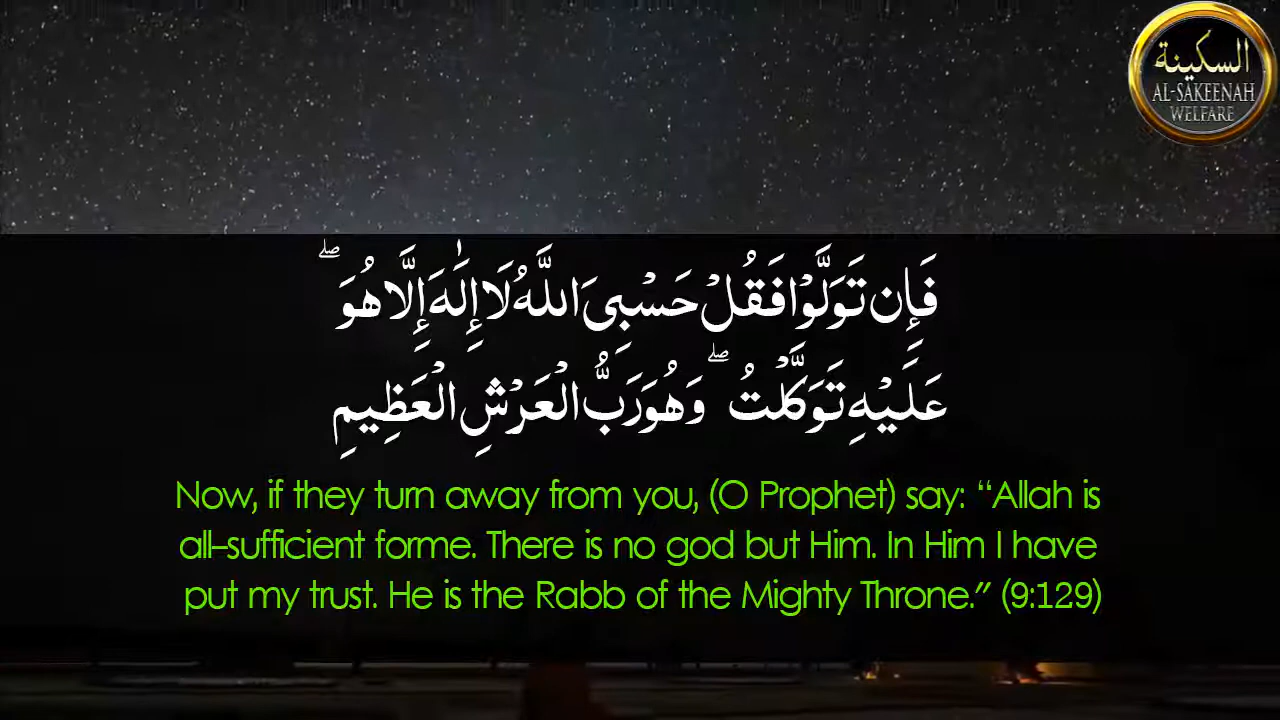 السكينة
AL-SAKEENAH
WELFARE
فَإِن تَوَلَّوْا فَقُلْ حَسْبِىَ اللَّهُ لَا إِلَٰهَ إِلَّا هُوَ ۖ
عَلَيْهِ تَوَكَّلْتُ ۖ وَهُوَ رَبُّ الْعَرْشِ الْعَظِيمِ
Now, if they turn away from you, (O Prophet) say: “Allah is
all-sufficient forme. There is no god but Him. In Him I have
put my trust. He is the Rabb of the Mighty Throne.” (9:129)